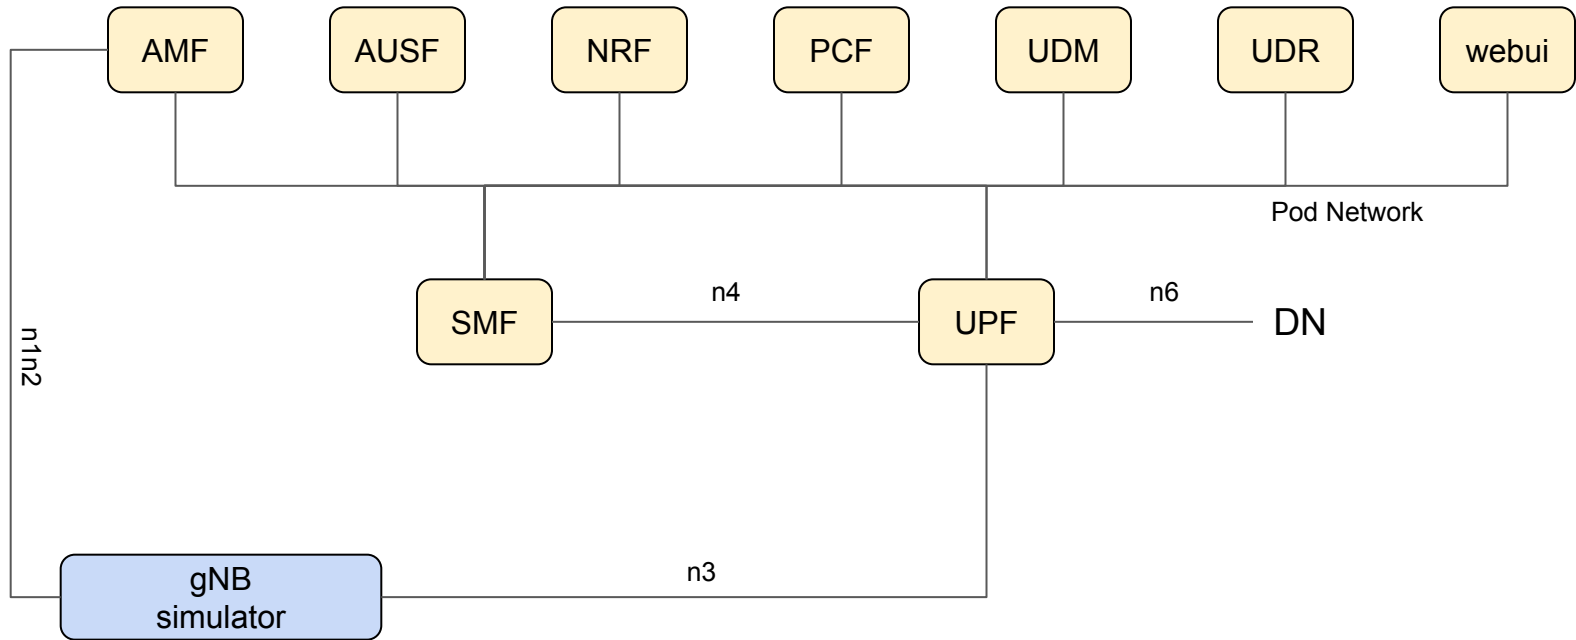 AMF
AUSF
NRF
PCF
UDM
UDR
webui
Pod Network
n4
n6
SMF
UPF
DN
n1n2
n3
gNB
simulator